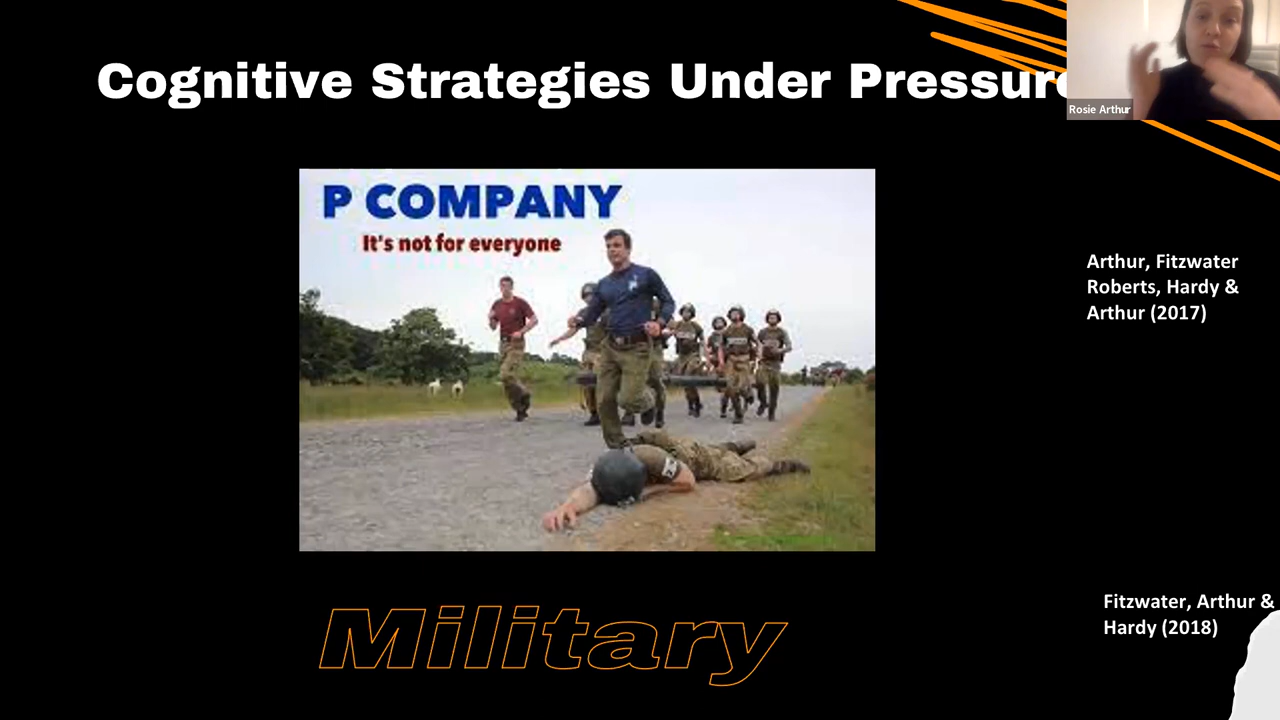 Cognitive Strategies Under Pressure
Rosie Arthur
P COMPANY
It's not for everyone
Arthur, Fitzwater
Roberts, Hardy &
Arthur (2017)
Fitzwater, Arthur &
Hardy (2018)
Military